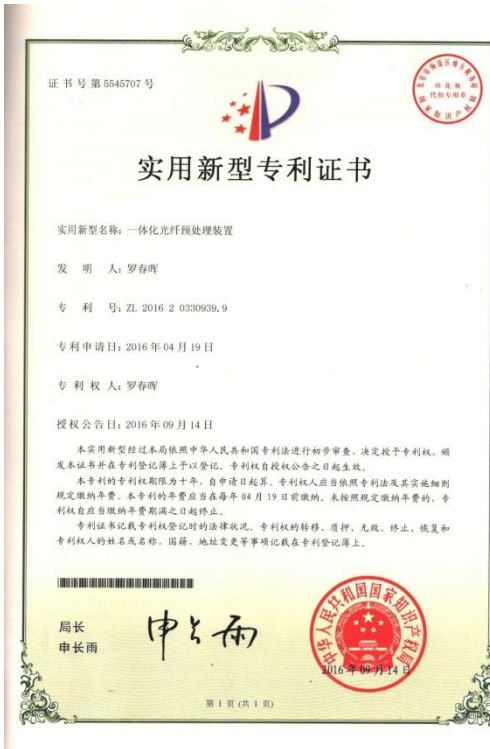 证书号第5545707号
印花税
代扣专用章
实用新型专利证书
实用新型名称：一体化光纤预处理装置
发明人：罗春晖
专利号：ZL 2016 2 0330939.9
专利申请日：2016年04月19日
专利权人：罗春晖
授权公告日：2016年09月14日
本实用新型经过本局依照中华人民共和国专利法进行初步审查，决定授予专利权，颁
发本证书并在专利登记簿上予以登记。专利权自授权公告之日起生效。
本专利的专利权期限为十年，自申请日起算。专利权人应当依照专利法及其实施细则
规定缴纳年费。本专利的年费应当在每年04月19日前缴纳。未按照规定缴纳年费的，专
利权自应当缴纳年费期满之日起终止。
专利证书记载专利权登记时的法律状况。专利权的转移、质押、无效、终止、恢复和
专利权人的姓名或名称、国籍、地址变更等事项记载在专利登记簿上。
局长
申长雨
申长雨
中华人民共和国国家知识产权局
2016年09月14日
第1页(共1页)